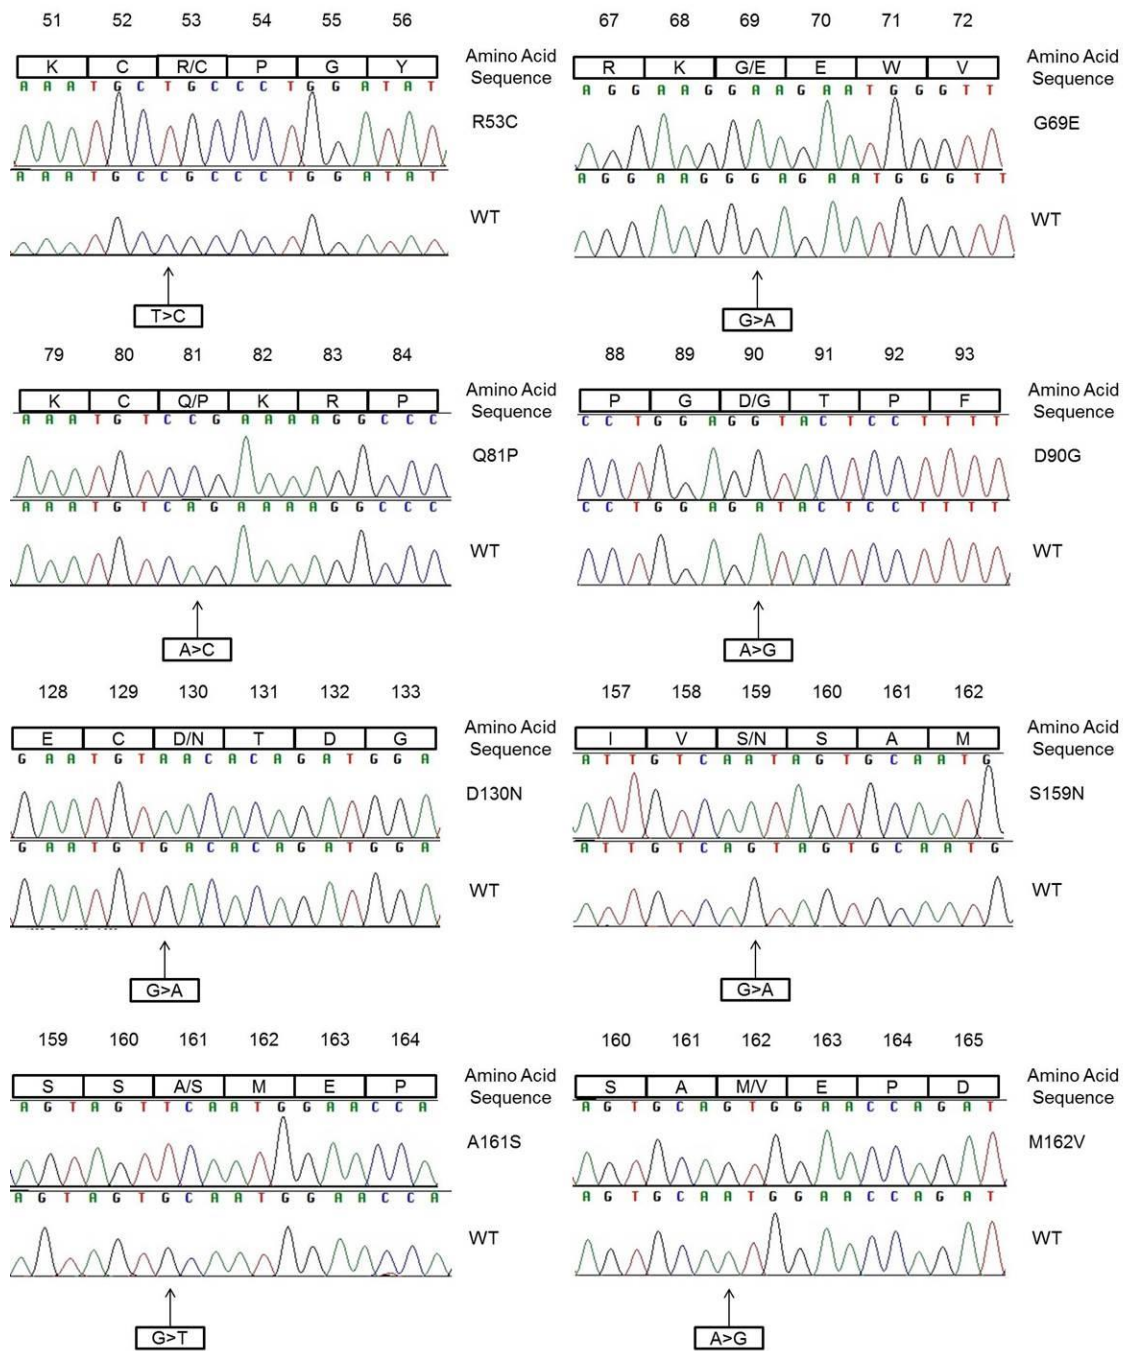 51 52 53 54 55 56
K C R/C P G Y Amino Acid Sequence
A A A T G C T G C C C T G G A T A T
R53C
A A A T G C C G C C C T G G A T A T
WT
T>C
67 68 69 70 71 72
R K G/E E W V Amino Acid Sequence
A G G A A G G A A G A A T G G G T T
G69E
A G G A A G G G A G A A T G G G T T
WT
G>A
79 80 81 82 83 84
K C Q/P K R P Amino Acid Sequence
A A A T G T C C G A A A A G G C C C
Q81P
A A A T G T C A G A A A A G G C C C
WT
A>C
88 89 90 91 92 93
P G D/G T P F Amino Acid Sequence
C C T G G A G G T A C T C C T T T T
D90G
C C T G G A G A T A C T C C T T T T
WT
A>G
128 129 130 131 132 133
E C D/N T D G Amino Acid Sequence
G A A T G T A A C A C A G A T G G A
D130N
G A A T G T G A C A C A G A T G G A
WT
G>A
157 158 159 160 161 162
I V S/N S A M Amino Acid Sequence
A T T G T C A A T A G T G C A A T G
S159N
A T T G T C A G T A G T G C A A T G
WT
G>A
159 160 161 162 163 164
S S A/S M E P Amino Acid Sequence
A G T A G T T C A A T G G A A C C A
A161S
A G T A G T G C A A T G G A A C C A
WT
G>T
160 161 162 163 164 165
S A M/V E P D Amino Acid Sequence
A G T G C A G T G G A A C C A G A T
M162V
A G T G C A A T G G A A C C A G A T
WT
A>G